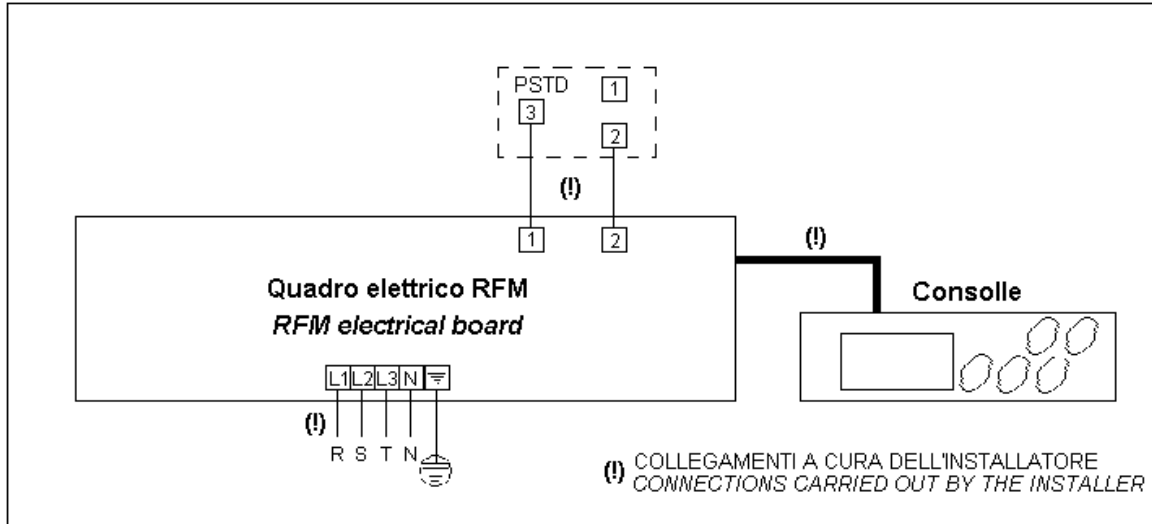 PSTD
1
3
2
(!)
1
2
(!)
Quadro elettrico RFM
RFM electrical board
Consolle
L1 L2 L3 N
(!)
R S T N
(!) COLLEGAMENTI A CURA DELL'INSTALLATORE
CONNECTIONS CARRIED OUT BY THE INSTALLER